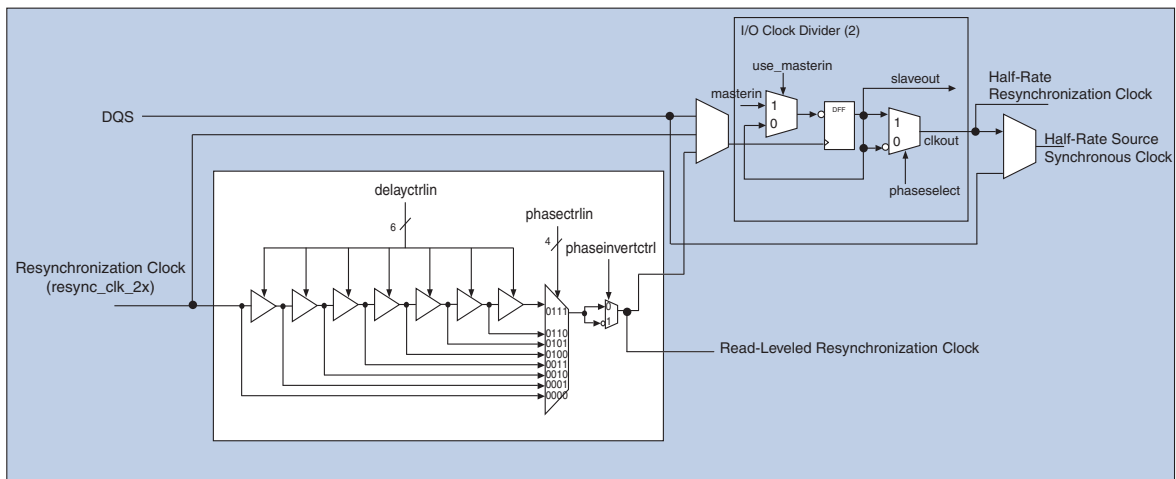 I/O Clock Divider (2)
use_masterin
slaveout
Half-Rate
Resynchronization Clock
masterin
DFF
DQS
1
0
1
0
clkout
Half-Rate Source
Synchronous Clock
phaseselect
delayctrlin
6
phasectrlin
4
phaseinvertctrl
Resynchronization Clock
(resync_clk_2x)
0
1
0111
0110
0101
0100
0011
0010
0001
0000
Read-Leveled Resynchronization Clock